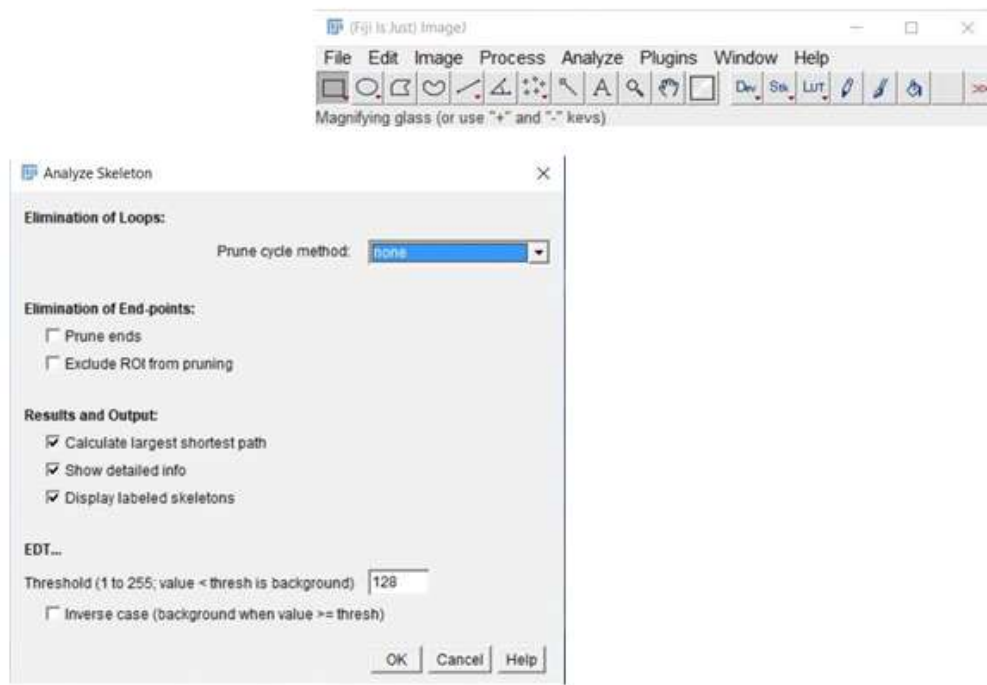 (Fiji Is Just) ImageJ
File Edit Image Process Analyze Plugins Window Help
Dev Stk LUT
Magnifying glass (or use "+" and "-" keys)
Analyze Skeleton
Elimination of Loops:
Prune cycle method: none
Elimination of End-points:
Prune ends
Exclude ROI from pruning
Results and Output:
Calculate largest shortest path
Show detailed info
Display labeled skeletons
EDT...
Threshold (1 to 255; value < thresh is background) 128
Inverse case (background when value >= thresh)
OK Cancel Help